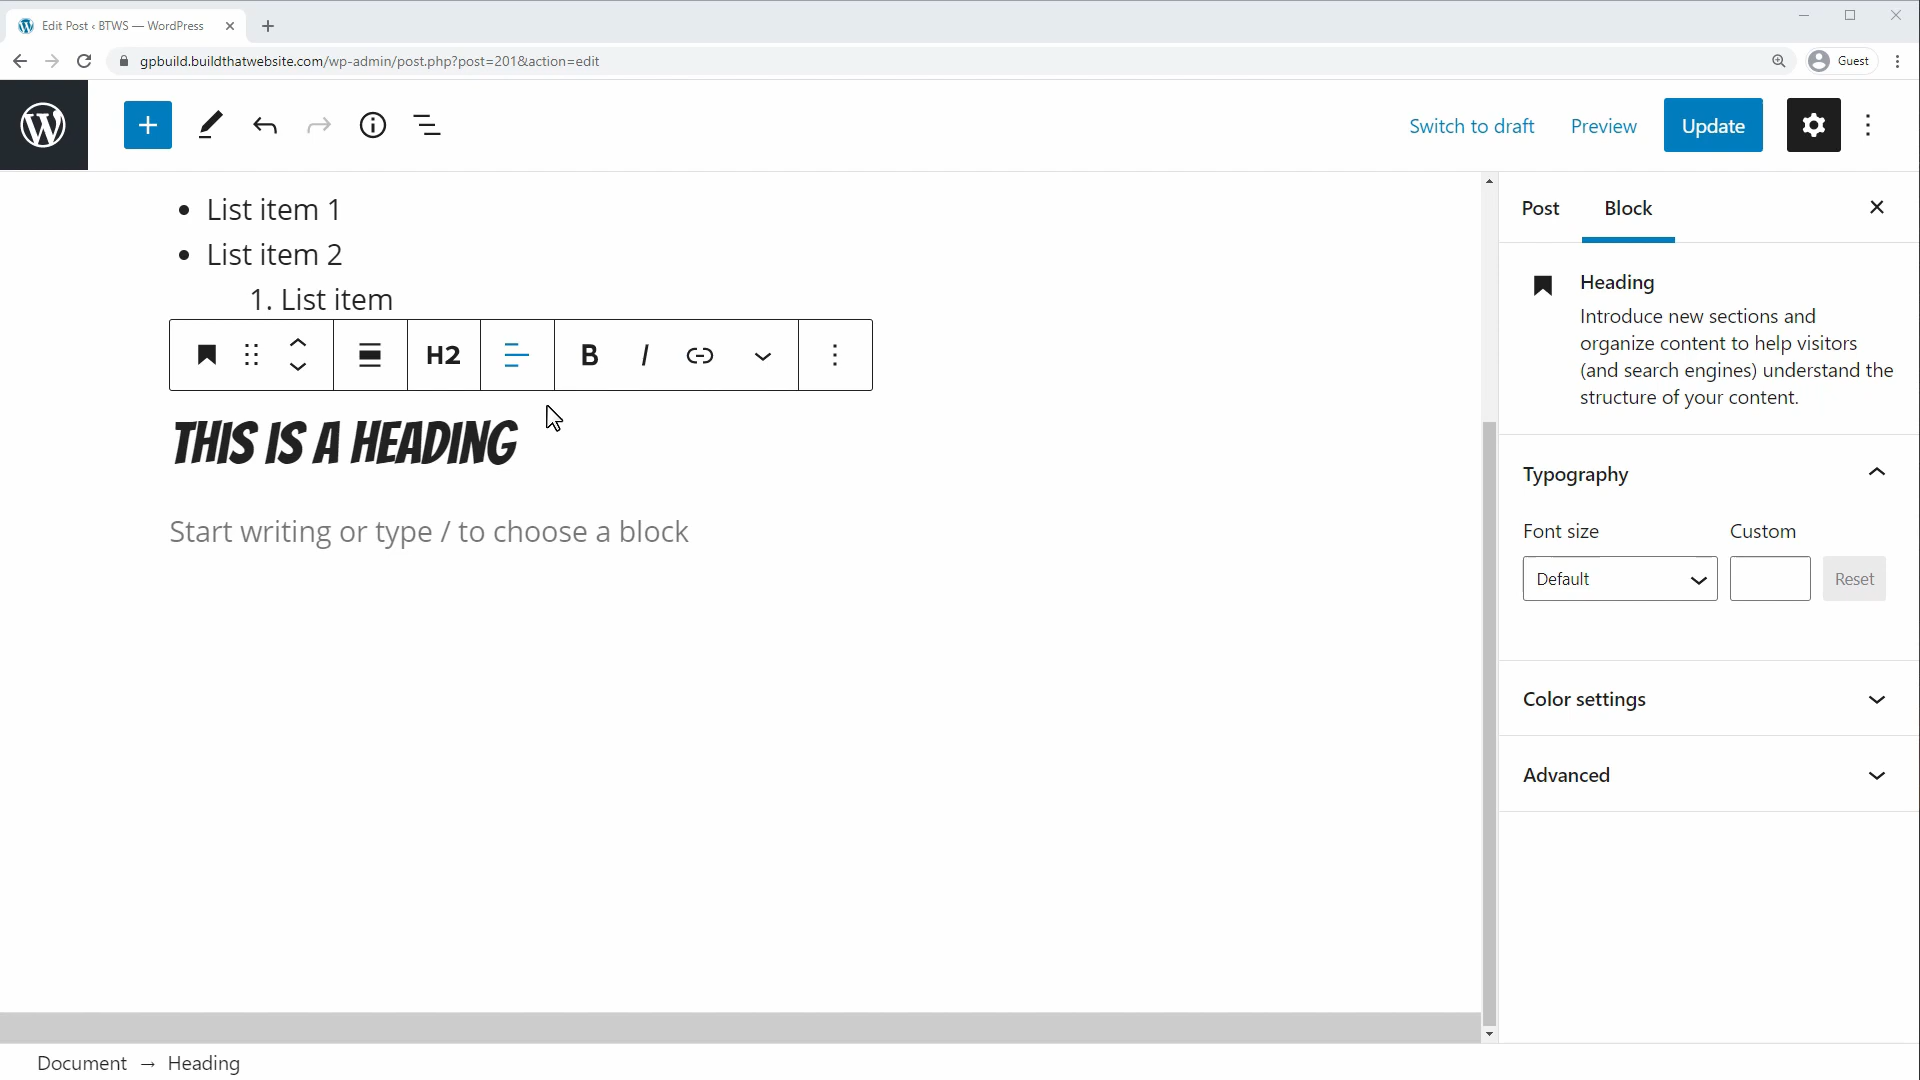 Edit Post ‹ BTWS — WordPress
gpbuild.buildthatwebsite.com/wp-admin/post.php?post=201&action=edit
Guest
Switch to draft
Preview
Update
List item 1
List item 2
1. List item
H2
B
I
THIS IS A HEADING
Start writing or type / to choose a block
Post
Block
Heading
Introduce new sections and
organize content to help visitors
(and search engines) understand the
structure of your content.
Typography
Font size
Custom
Default
Reset
Color settings
Advanced
Document → Heading